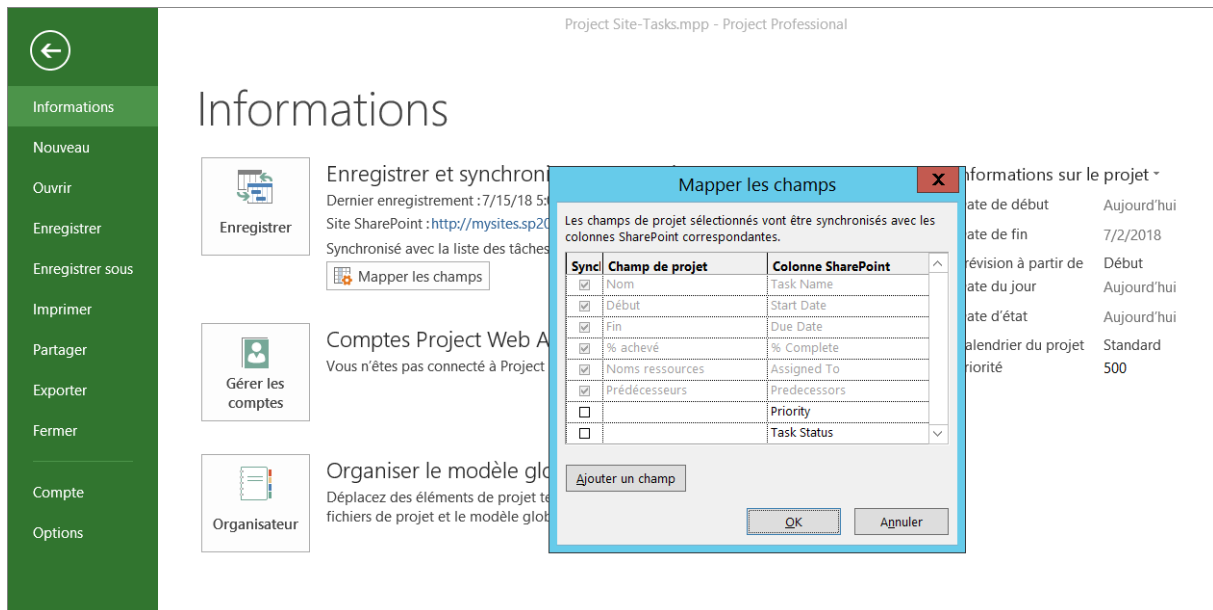 Project Site-Tasks.mpp - Project Professional
Informations
Nouveau
Ouvrir
Enregistrer
Enregistrer sous
Imprimer
Partager
Exporter
Fermer
Compte
Options
Informations
Enregistrer
Enregistrer et synchroni
Dernier enregistrement : 7/15/18 5:
Site SharePoint : http://mysites.sp20
Synchronisé avec la liste des tâches
Mapper les champs
Gérer les
comptes
Comptes Project Web A
Vous n'êtes pas connecté à Project
Organisateur
Organiser le modèle glo
Déplacez des éléments de projet te
fichiers de projet et le modèle glob
Mapper les champs
X
Les champs de projet sélectionnés vont être synchronisés avec les
colonnes SharePoint correspondantes.
Sync Champ de projet Colonne SharePoint
Nom Task Name
Début Start Date
Fin Due Date
% achevé % Complete
Noms ressources Assigned To
Prédécesseurs Predecessors
Priority
Task Status
Ajouter un champ
OK Annuler
nformations sur le projet
ate de début Aujourd'hui
ate de fin 7/2/2018
révision à partir de Début
ate du jour Aujourd'hui
ate d'état Aujourd'hui
alendrier du projet Standard
riorité 500